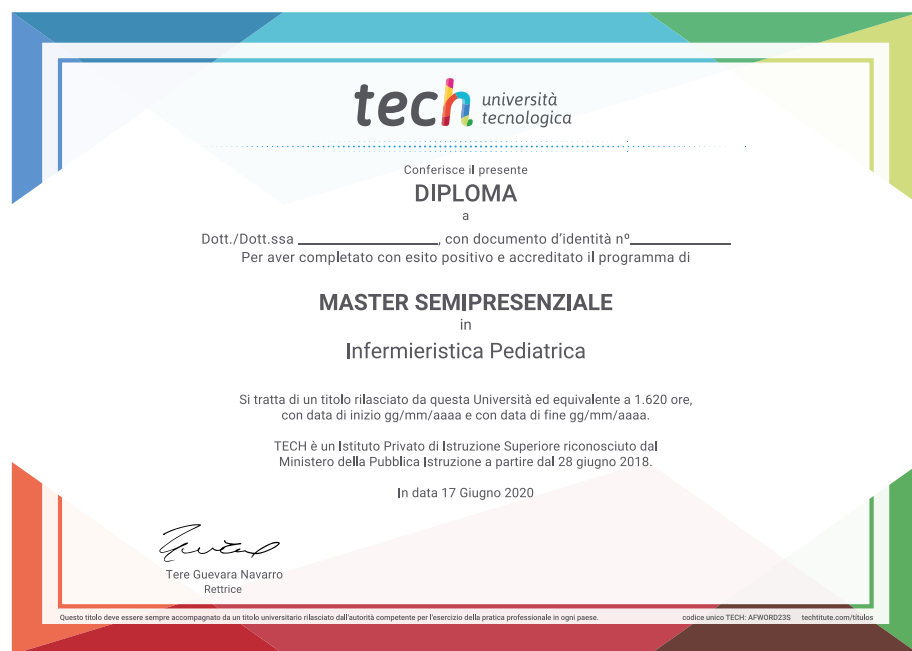 tech università
tecnologica
Conferisce il presente
DIPLOMA
a
Dott./Dott.ssa ____________________, con documento d'identità nº______________
Per aver completato con esito positivo e accreditato il programma di
MASTER SEMIPRESENZIALE
in
Infermieristica Pediatrica
Si tratta di un titolo rilasciato da questa Università ed equivalente a 1.620 ore,
con data di inizio gg/mm/aaaa e con data di fine gg/mm/aaaa.
TECH è un Istituto Privato di Istruzione Superiore riconosciuto dal
Ministero della Pubblica Istruzione a partire dal 28 giugno 2018.
In data 17 Giugno 2020
Tere Guevara Navarro
Rettrice
Questo titolo deve essere sempre accompagnato da un titolo universitario rilasciato dall'autorità competente per l'esercizio della pratica professionale in ogni paese. codice unico TECH: AFWORD23S techtitute.com/titulos